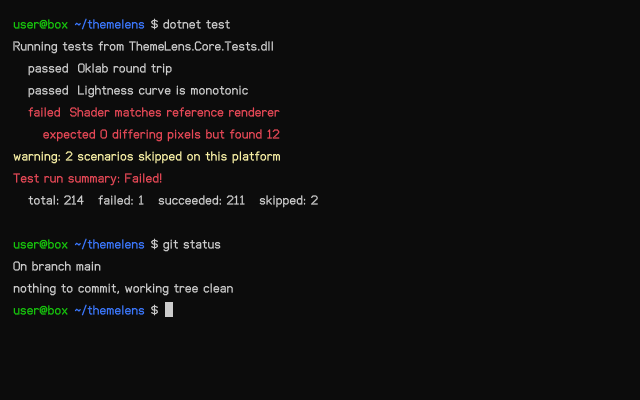 user@box ~/themelens $ dotnet test
Running tests from ThemeLens.Core.Tests.dll
passed Oklab round trip
passed Lightness curve is monotonic
failed Shader matches reference renderer
expected 0 differing pixels but found 12
warning: 2 scenarios skipped on this platform
Test run summary: Failed!
total: 214 failed: 1 succeeded: 211 skipped: 2
user@box ~/themelens $ git status
On branch main
nothing to commit, working tree clean
user@box ~/themelens $